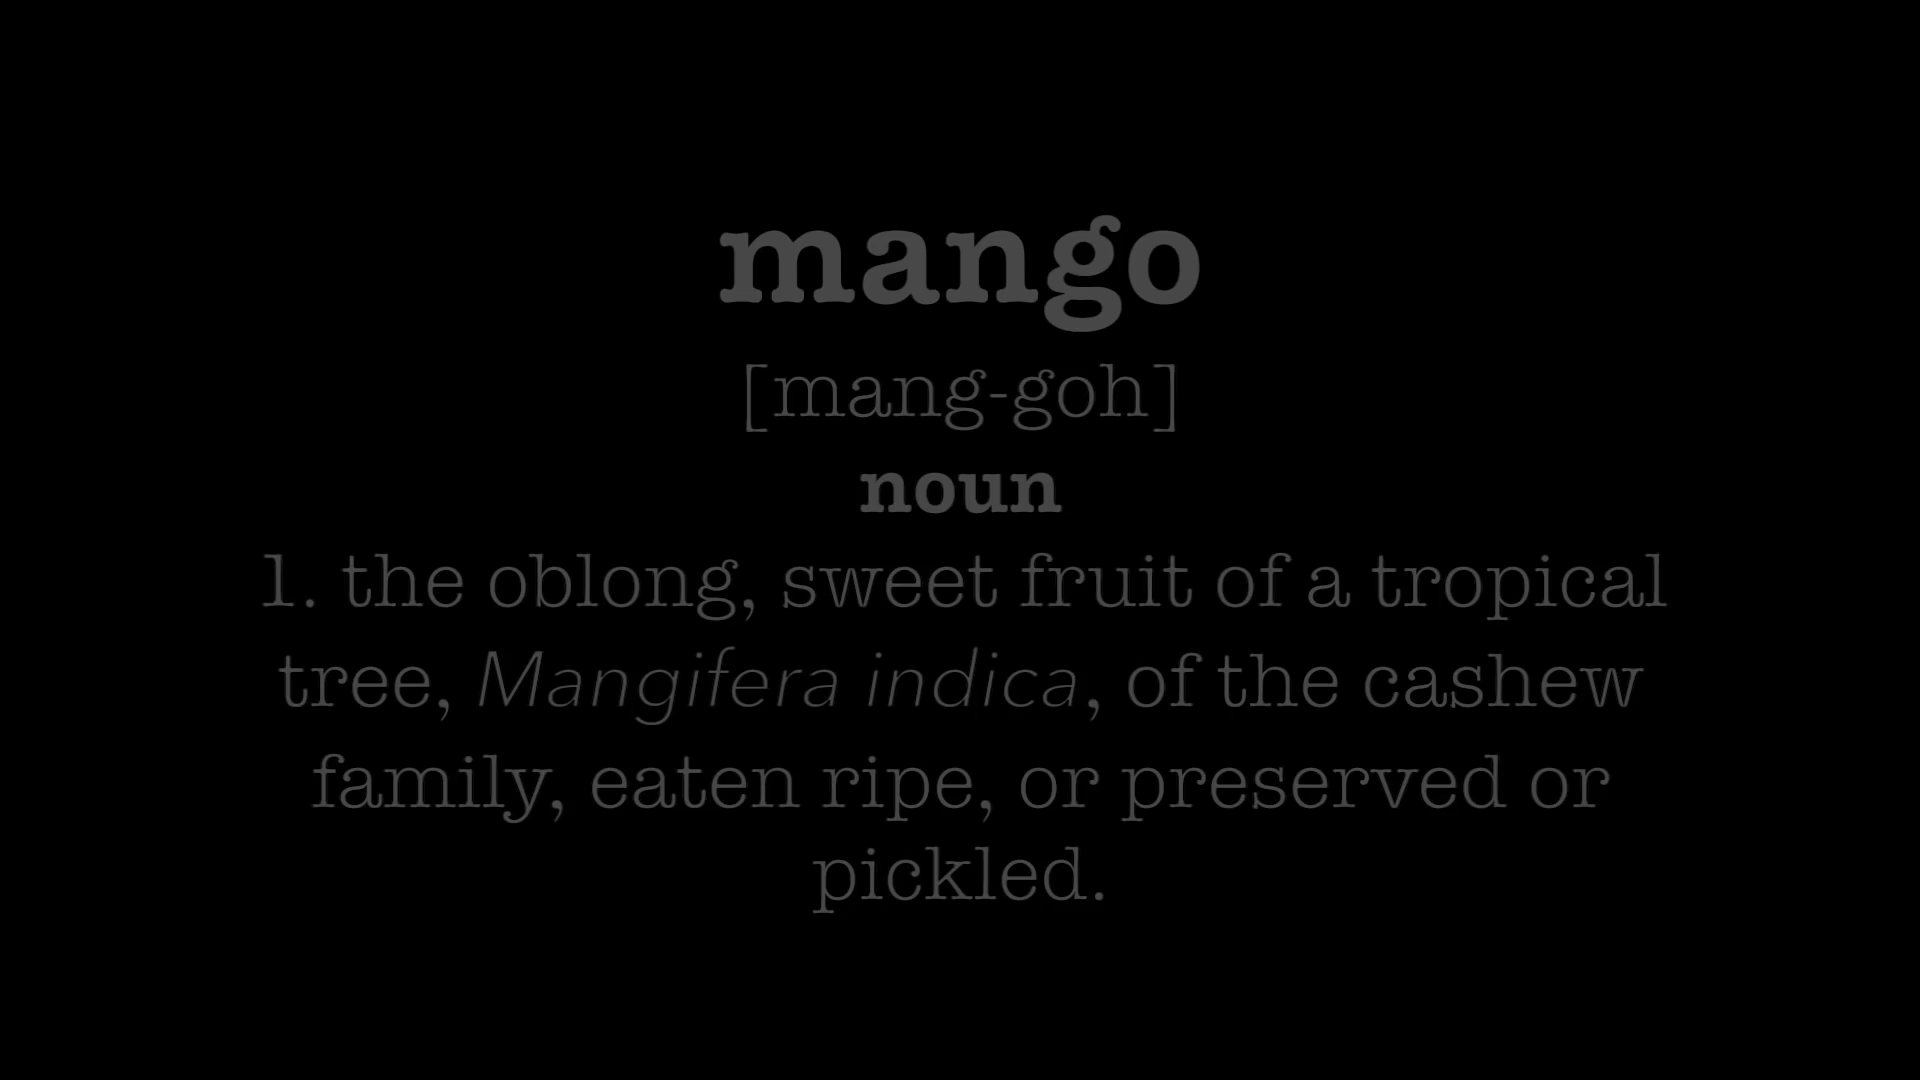 mango
[mang-goh]
noun
1. the oblong, sweet fruit of a tropical
tree, Mangifera indica, of the cashew
family, eaten ripe, or preserved or
pickled.